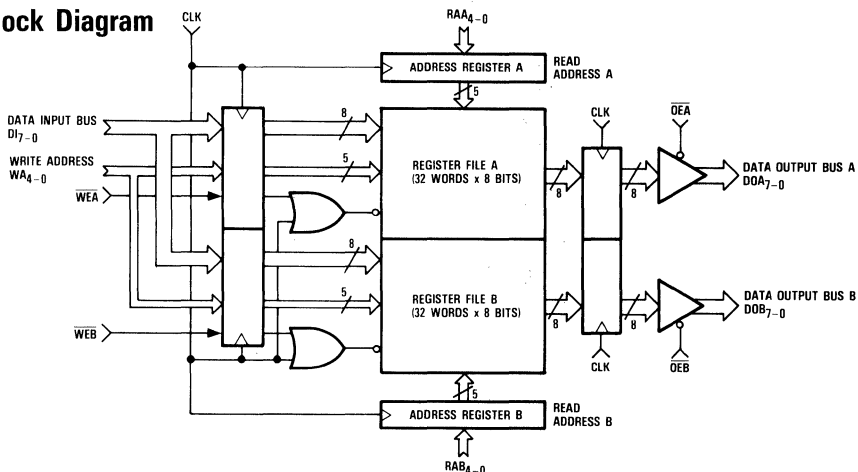 ock Diagram
CLK
RAA4-0
ADDRESS REGISTER A
READ
ADDRESS A
5
DATA INPUT BUS
DI7-0
8
CLK
OEA
WRITE ADDRESS
WA4-0
5
REGISTER FILE A
(32 WORDS x 8 BITS)
8
8
DATA OUTPUT BUS A
DOA7-0
WEA
8
5
REGISTER FILE B
(32 WORDS x 8 BITS)
8
8
DATA OUTPUT BUS B
DOB7-0
WEB
CLK
OEB
5
ADDRESS REGISTER B
READ
ADDRESS B
RAB4-0